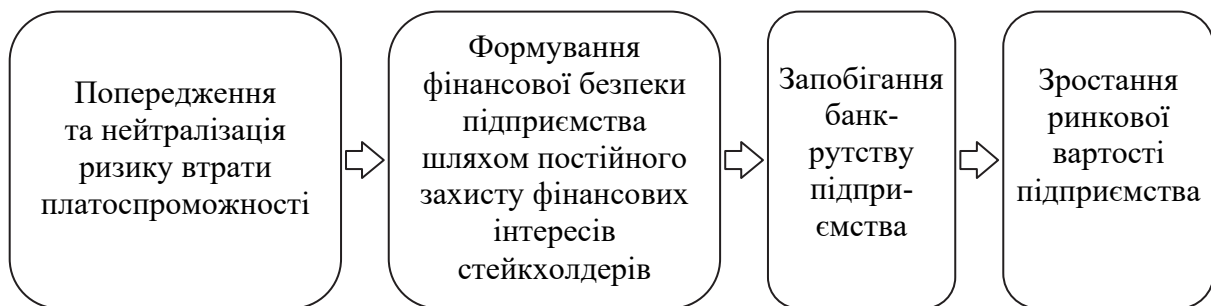 Попередження
та нейтралізація
ризику втрати
платоспроможності
Формування
фінансової безпеки
підприємства
шляхом постійного
захисту фінансових
інтересів
стейкхолдерів
Запобігання
банк-
рутству
підпри-
ємства
Зростання
ринкової
вартості
підприємства